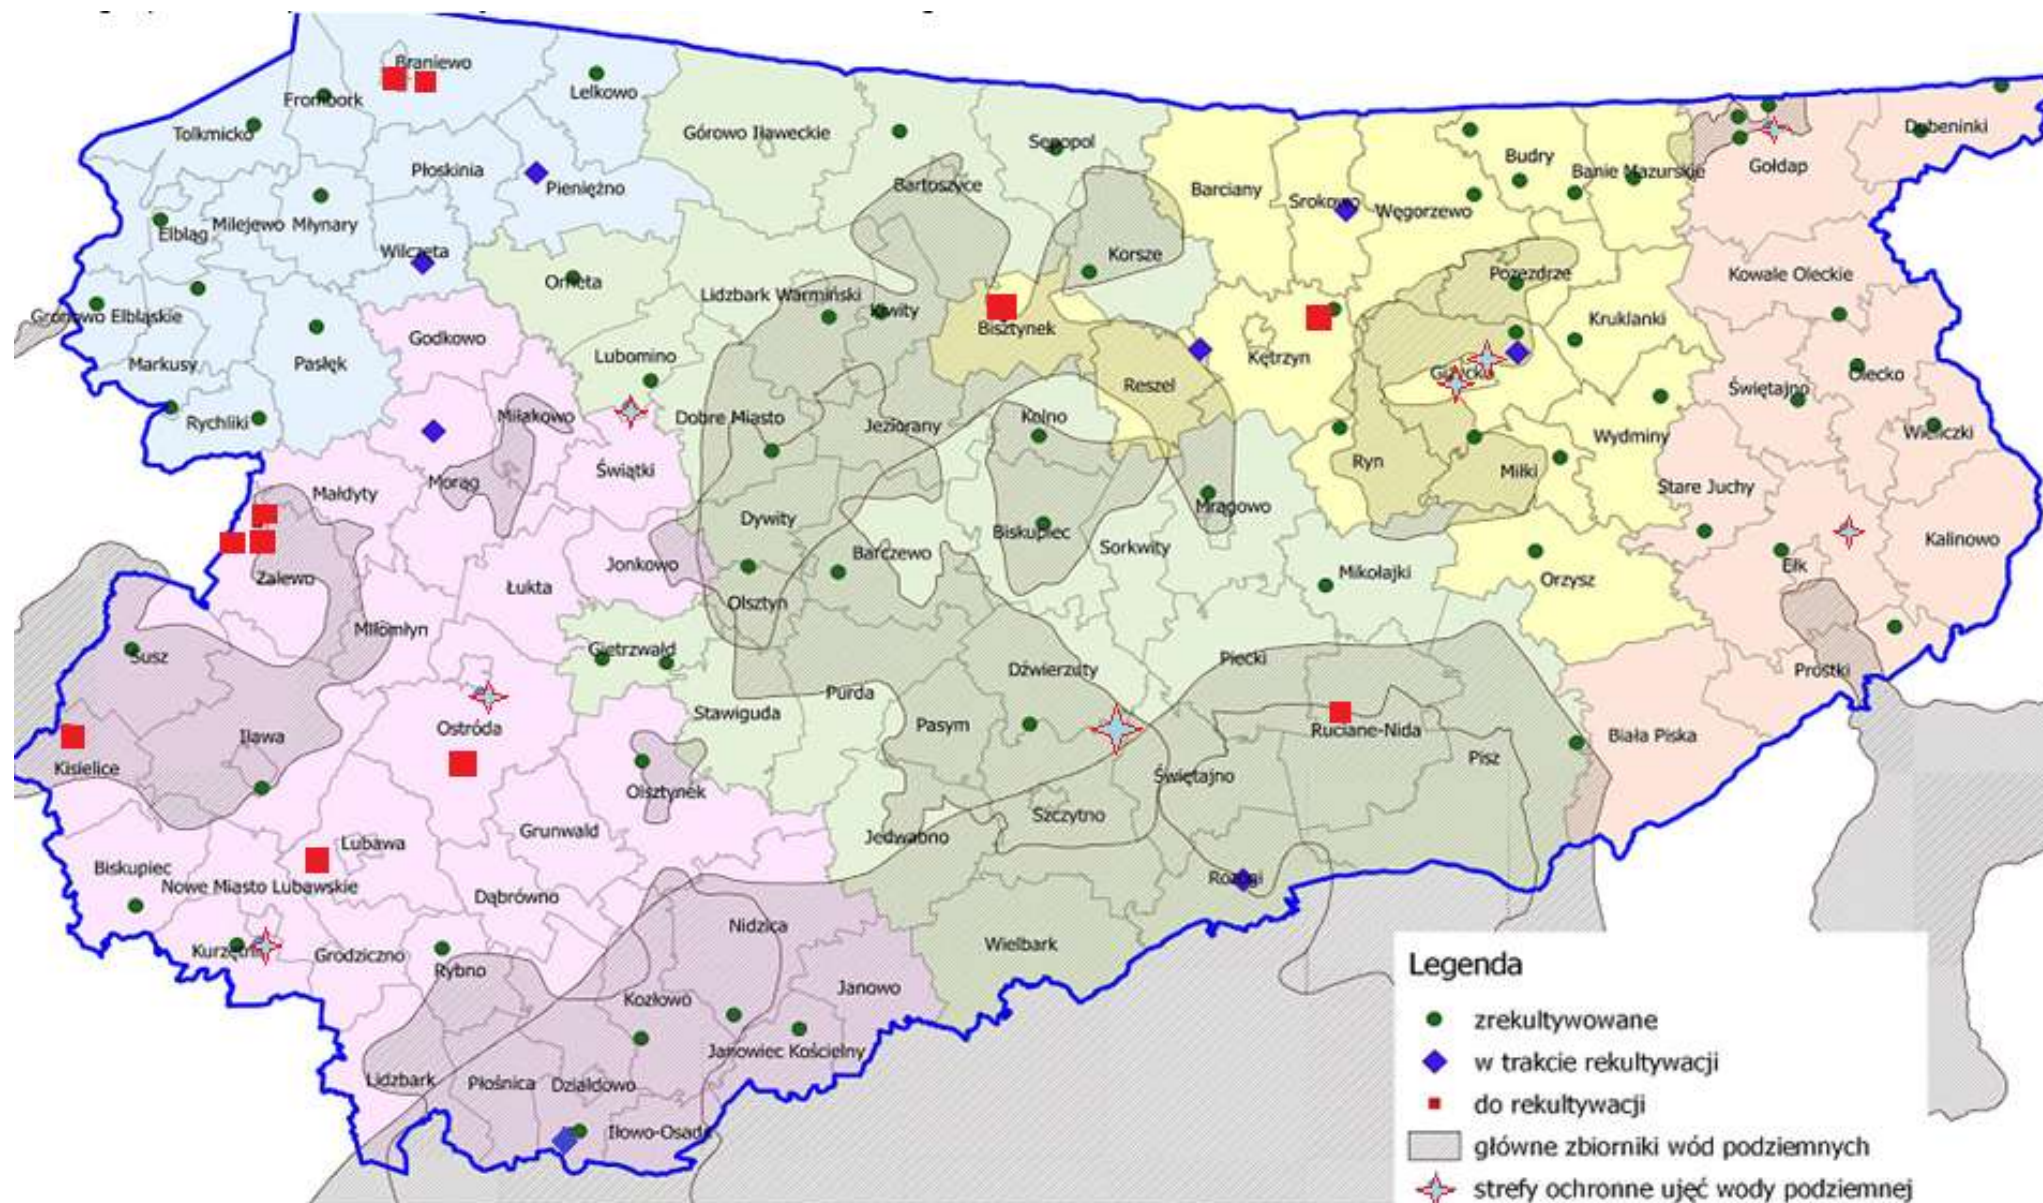 Braniewo
Lelkowo
Frombork
Tolkmicko
Górowo Iławeckie
Sępopol
Budry
Banie Mazurskie
Dubeninki
Gołdap
Płoskinia
Pieniężno
Bartoszyce
Barciany
Srokowo
Węgorzewo
Elbląg
Milejewo
Młynary
Wilczęta
Orneta
Lidzbark Warmiński
Kiwity
Korsze
Pozezdrze
Kowale Oleckie
Gronowo Elbląskie
Markusy
Pasłęk
Godkowo
Lubomino
Bisztynek
Kętrzyn
Kruklanki
Giżycko
Reszel
Świętajno
Olecko
Rychliki
Miłakowo
Dobre Miasto
Jeziorany
Kolno
Wydminy
Wieliczki
Małdyty
Morąg
Świątki
Dywity
Biskupiec
Mrągowo
Ryn
Miłki
Stare Juchy
Zalewo
Łukta
Jonkowo
Barczewo
Sorkwity
Mikołajki
Orzysz
Ełk
Kalinowo
Susz
Miłomłyn
Olsztyn
Gietrzwałd
Dźwierzuty
Piecki
Prostki
Kisielice
Iława
Ostróda
Stawiguda
Purda
Pasym
Świętajno
Ruciane-Nida
Pisz
Biała Piska
Olsztynek
Szczytno
Jedwabno
Biskupiec
Nowe Miasto Lubawskie
Lubawa
Grunwald
Dąbrówno
Rozogi
Kurzętnik
Grodziczno
Rybno
Nidzica
Wielbark
Kozłowo
Janowo
Lidzbark
Płośnica
Działdowo
Janowiec Kościelny
Iłowo-Osada
Legenda
zrekultywowane
w trakcie rekultywacji
do rekultywacji
główne zbiorniki wód podziemnych
strefy ochronne ujęć wody podziemnej